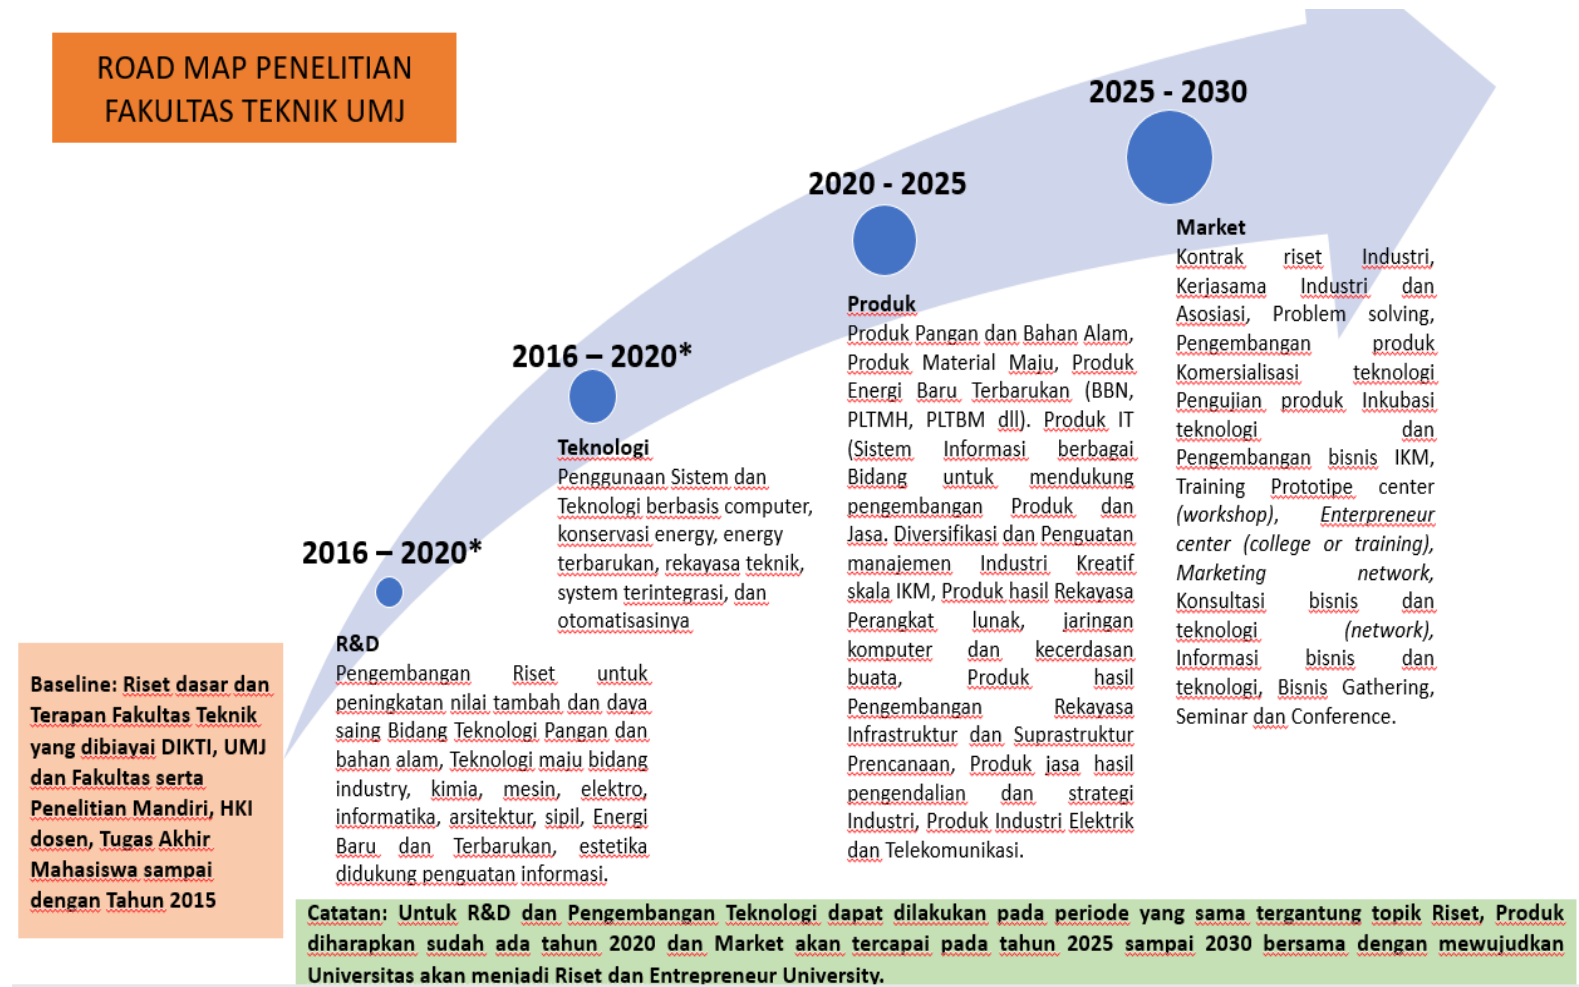 ROAD MAP PENELITIAN
FAKULTAS TEKNIK UMJ
Baseline: Riset dasar dan
Terapan Fakultas Teknik
yang dibiayai DIKTI, UMJ
dan Fakultas serta
Penelitian Mandiri, HKI
dosen, Tugas Akhir
Mahasiswa sampai
dengan Tahun 2015
2016 – 2020*
R&D
Pengembangan Riset untuk
peningkatan nilai tambah dan daya
saing Bidang Teknologi Pangan dan
bahan alam, Teknologi maju bidang
industry, kimia, mesin, elektro,
informatika, arsitektur, sipil, Energi
Baru dan Terbarukan, estetika
didukung penguatan informasi.
2016 – 2020*
Teknologi
Penggunaan Sistem dan
Teknologi berbasis computer,
konservasi energy, energy
terbarukan, rekayasa teknik,
system terintegrasi, dan
otomatisasinya
2020 - 2025
Produk
Produk Pangan dan Bahan Alam,
Produk Material Maju, Produk
Energi Baru Terbarukan (BBN,
PLTMH, PLTBM dll). Produk IT
(Sistem Informasi berbagai
Bidang untuk mendukung
pengembangan Produk dan
Jasa. Diversifikasi dan Penguatan
manajemen Industri Kreatif
skala IKM, Produk hasil Rekayasa
Perangkat lunak, jaringan
komputer dan kecerdasan
buata, Produk hasil
Pengembangan Rekayasa
Infrastruktur dan Suprastruktur
Prencanaan, Produk jasa hasil
pengendalian dan strategi
Industri, Produk Industri Elektrik
dan Telekomunikasi.
2025 - 2030
Market
Kontrak riset Industri,
Kerjasama Industri dan
Asosiasi, Problem solving,
Pengembangan produk
Komersialisasi teknologi
Pengujian produk Inkubasi
teknologi dan
Pengembangan bisnis IKM,
Training Prototipe center
(workshop), Enterpreneur
center (college or training),
Marketing network,
Konsultasi bisnis dan
teknologi (network),
Informasi bisnis dan
teknologi, Bisnis Gathering,
Seminar dan Conference.
Catatan: Untuk R&D dan Pengembangan Teknologi dapat dilakukan pada periode yang sama tergantung topik Riset, Produk
diharapkan sudah ada tahun 2020 dan Market akan tercapai pada tahun 2025 sampai 2030 bersama dengan mewujudkan
Universitas akan menjadi Riset dan Entrepreneur University.